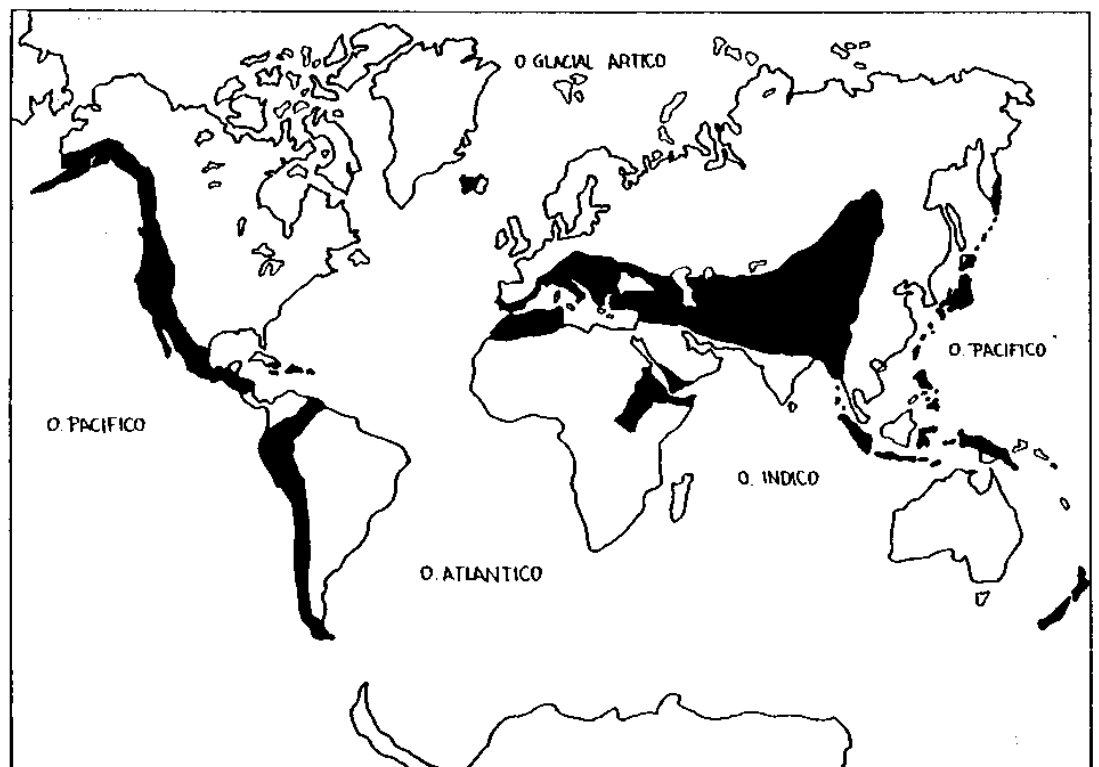 O GLACIAL ARTICO
O. PACIFICO
O. PACIFICO
O. INDICO
O. ATLANTICO